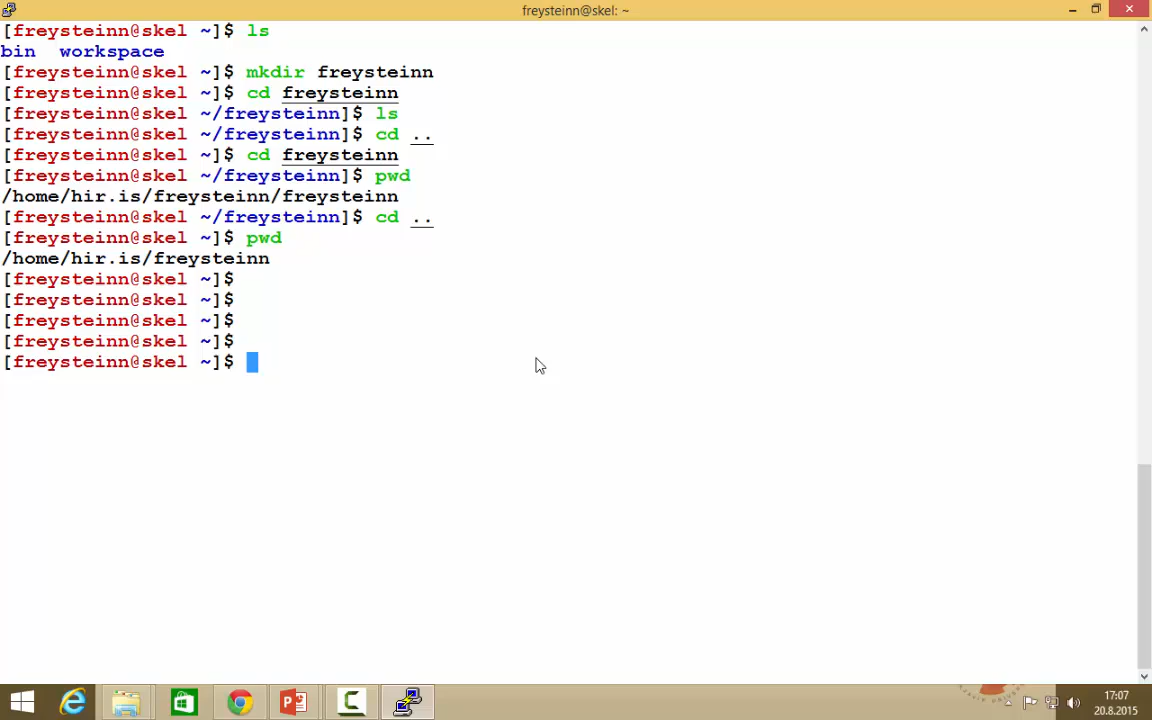 freysteinn@skel: ~
[freysteinn@skel ~]$ ls
bin  workspace
[freysteinn@skel ~]$ mkdir freysteinn
[freysteinn@skel ~]$ cd freysteinn
[freysteinn@skel ~/freysteinn]$ ls
[freysteinn@skel ~/freysteinn]$ cd ..
[freysteinn@skel ~]$ cd freysteinn
[freysteinn@skel ~/freysteinn]$ pwd
/home/hir.is/freysteinn/freysteinn
[freysteinn@skel ~/freysteinn]$ cd ..
[freysteinn@skel ~]$ pwd
/home/hir.is/freysteinn
[freysteinn@skel ~]$
[freysteinn@skel ~]$
[freysteinn@skel ~]$
[freysteinn@skel ~]$
[freysteinn@skel ~]$
17:07
20.8.2015